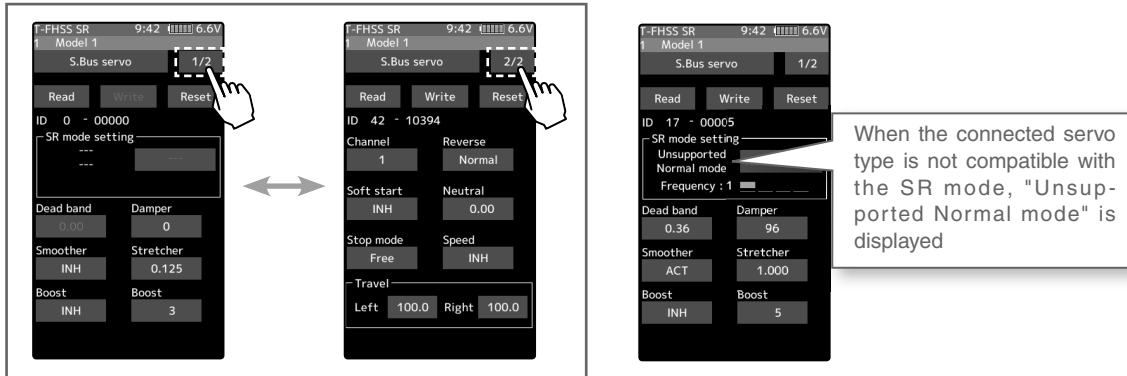 T-FHSS SR 9:42 6.6V
1 Model 1
S.Bus servo 1/2
Read Write Reset
ID 0 - 00000
SR mode setting
---
--- ---
Dead band Damper
0.00 0
Smoother Stretcher
INH 0.125
Boost Boost
INH 3
T-FHSS SR 9:42 6.6V
1 Model 1
S.Bus servo 2/2
Read Write Reset
ID 42 - 10394
Channel Reverse
1 Normal
Soft start Neutral
INH 0.00
Stop mode Speed
Free INH
Travel
Left 100.0 Right 100.0
T-FHSS SR 9:42 6.6V
1 Model 1
S.Bus servo 1/2
Read Write Reset
ID 17 - 00005
SR mode setting
Unsupported
Normal mode
Frequency : 1
Dead band Damper
0.36 96
Smoother Stretcher
ACT 1.000
Boost Boost
INH 5
When the connected servo
type is not compatible with
the SR mode, "Unsup-
ported Normal mode" is
displayed